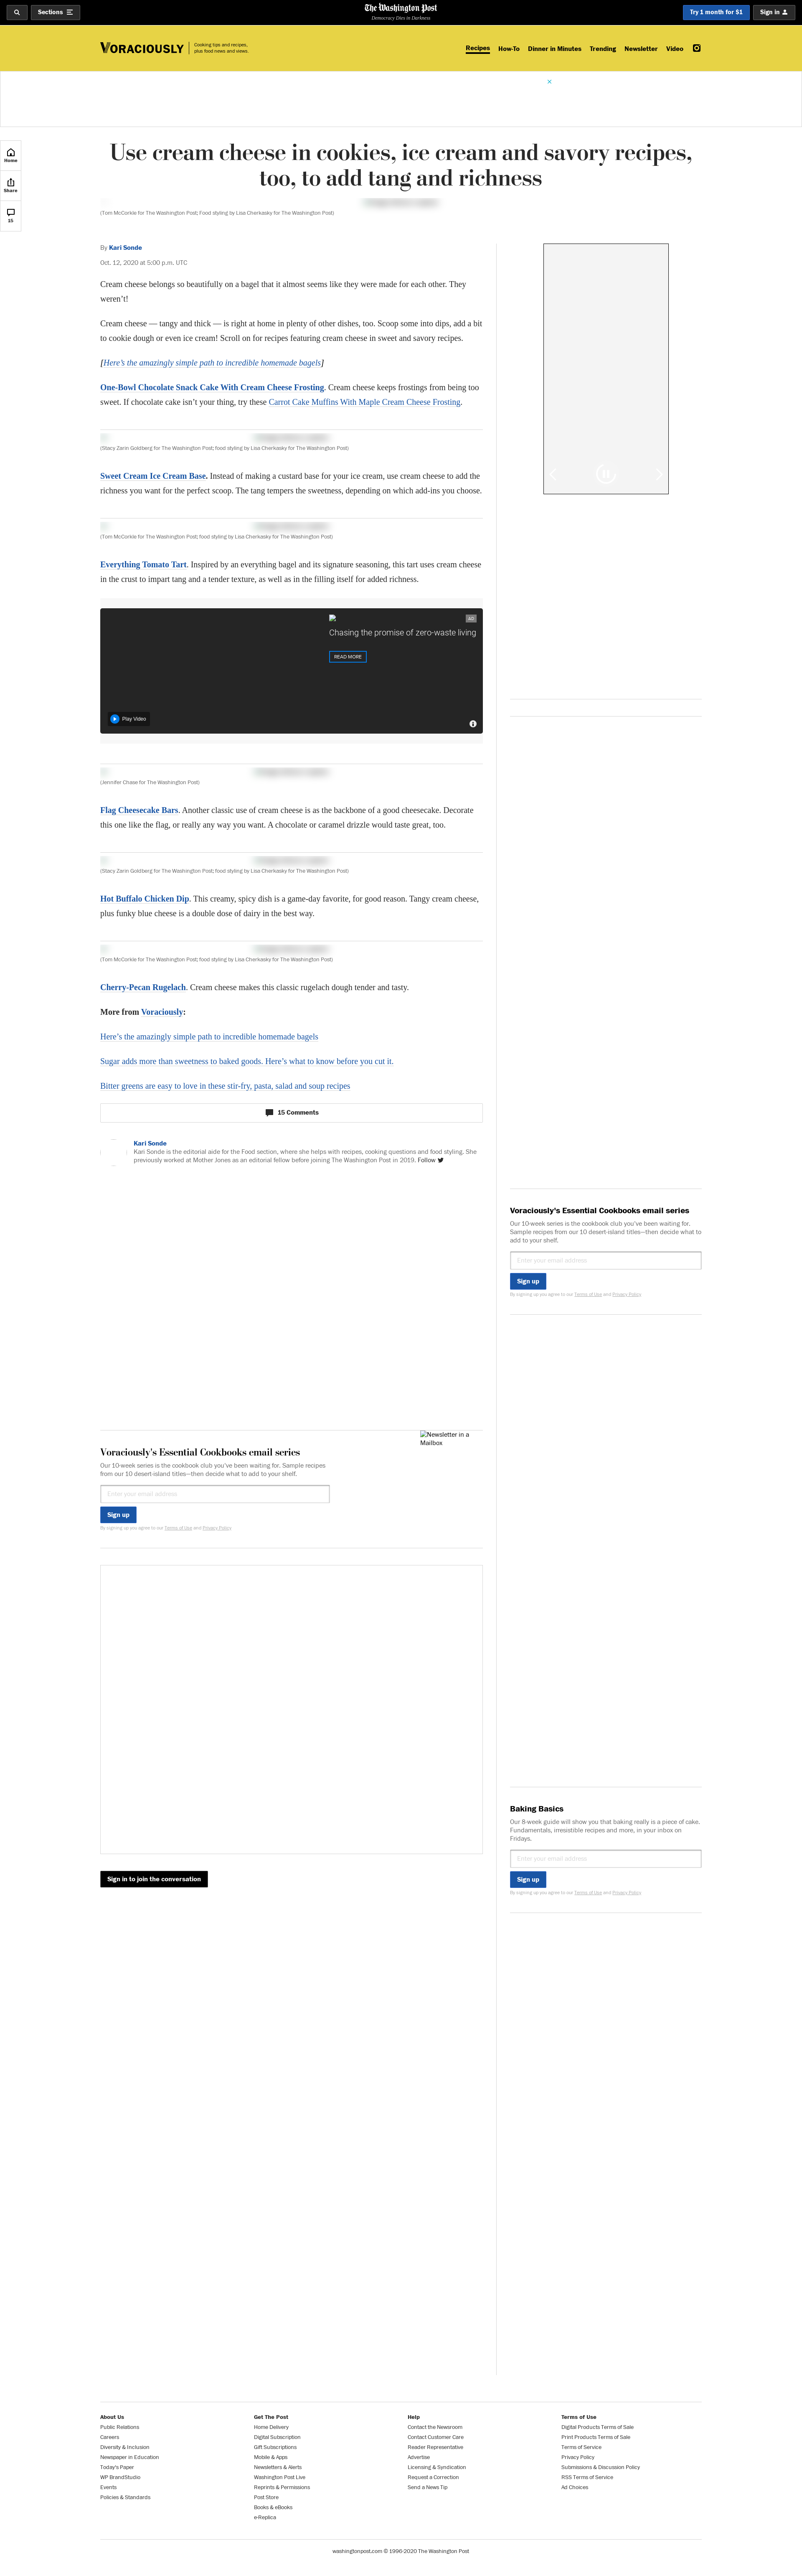 Sections
The Washington Post
Democracy Dies in Darkness
Try 1 month for $1
Sign in
VORACIOUSLY
Cooking tips and recipes,
plus food news and views.
Recipes
How-To
Dinner in Minutes
Trending
Newsletter
Video
Home
Share
15
Use cream cheese in cookies, ice cream and savory recipes,
too, to add tang and richness
(Tom McCorkle for The Washington Post; Food styling by Lisa Cherkasky for The Washington Post)
By Kari Sonde
Oct. 12, 2020 at 5:00 p.m. UTC
Cream cheese belongs so beautifully on a bagel that it almost seems like they were made for each other. They
weren’t!
Cream cheese — tangy and thick — is right at home in plenty of other dishes, too. Scoop some into dips, add a bit
to cookie dough or even ice cream! Scroll on for recipes featuring cream cheese in sweet and savory recipes.
[Here’s the amazingly simple path to incredible homemade bagels]
One-Bowl Chocolate Snack Cake With Cream Cheese Frosting. Cream cheese keeps frostings from being too
sweet. If chocolate cake isn’t your thing, try these Carrot Cake Muffins With Maple Cream Cheese Frosting.
(Stacy Zarin Goldberg for The Washington Post; food styling by Lisa Cherkasky for The Washington Post)
Sweet Cream Ice Cream Base. Instead of making a custard base for your ice cream, use cream cheese to add the
richness you want for the perfect scoop. The tang tempers the sweetness, depending on which add-ins you choose.
(Tom McCorkle for The Washington Post; food styling by Lisa Cherkasky for The Washington Post)
Everything Tomato Tart. Inspired by an everything bagel and its signature seasoning, this tart uses cream cheese
in the crust to impart tang and a tender texture, as well as in the filling itself for added richness.
AD
Chasing the promise of zero-waste living
READ MORE
Play Video
(Jennifer Chase for The Washington Post)
Flag Cheesecake Bars. Another classic use of cream cheese is as the backbone of a good cheesecake. Decorate
this one like the flag, or really any way you want. A chocolate or caramel drizzle would taste great, too.
(Stacy Zarin Goldberg for The Washington Post; food styling by Lisa Cherkasky for The Washington Post)
Hot Buffalo Chicken Dip. This creamy, spicy dish is a game-day favorite, for good reason. Tangy cream cheese,
plus funky blue cheese is a double dose of dairy in the best way.
(Tom McCorkle for The Washington Post; food styling by Lisa Cherkasky for The Washington Post)
Cherry-Pecan Rugelach. Cream cheese makes this classic rugelach dough tender and tasty.
More from Voraciously:
Here’s the amazingly simple path to incredible homemade bagels
Sugar adds more than sweetness to baked goods. Here’s what to know before you cut it.
Bitter greens are easy to love in these stir-fry, pasta, salad and soup recipes
15 Comments
Kari Sonde
Kari Sonde is the editorial aide for the Food section, where she helps with recipes, cooking questions and food styling. She
previously worked at Mother Jones as an editorial fellow before joining The Washington Post in 2019. Follow
Voraciously's Essential Cookbooks email series
Our 10-week series is the cookbook club you’ve been waiting for. Sample recipes from our 10 desert-island titles—then decide what to
add to your shelf.
Enter your email address
Sign up
By signing up you agree to our Terms of Use and Privacy Policy
Newsletter in a
Mailbox
Voraciously's Essential Cookbooks email series
Our 10-week series is the cookbook club you’ve been waiting for. Sample recipes
from our 10 desert-island titles—then decide what to add to your shelf.
Enter your email address
Sign up
By signing up you agree to our Terms of Use and Privacy Policy
Baking Basics
Our 8-week guide will show you that baking really is a piece of cake.
Fundamentals, irresistible recipes and more, in your inbox on
Fridays.
Enter your email address
Sign up
By signing up you agree to our Terms of Use and Privacy Policy
Sign in to join the conversation
About Us
Public Relations
Careers
Diversity & Inclusion
Newspaper in Education
Today's Paper
WP BrandStudio
Events
Policies & Standards
Get The Post
Home Delivery
Digital Subscription
Gift Subscriptions
Mobile & Apps
Newsletters & Alerts
Washington Post Live
Reprints & Permissions
Post Store
Books & eBooks
e-Replica
Help
Contact the Newsroom
Contact Customer Care
Reader Representative
Advertise
Licensing & Syndication
Request a Correction
Send a News Tip
Terms of Use
Digital Products Terms of Sale
Print Products Terms of Sale
Terms of Service
Privacy Policy
Submissions & Discussion Policy
RSS Terms of Service
Ad Choices
washingtonpost.com © 1996-2020 The Washington Post